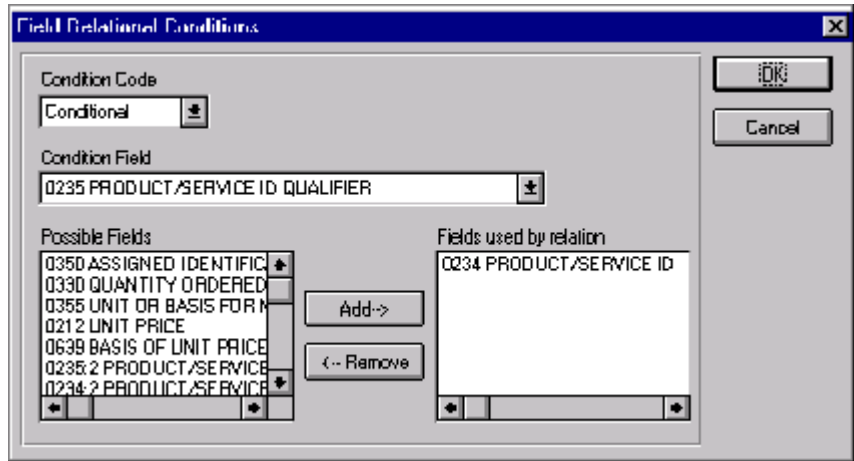 Field Relational Conditions
OK
Condition Code
Conditional
Cancel
Condition Field
0235 PRODUCT/SERVICE ID QUALIFIER
Possible Fields
0350 ASSIGNED IDENTIFIC
0330 QUANTITY ORDERED
0355 UNIT OR BASIS FOR M
0212 UNIT PRICE
0639 BASIS OF UNIT PRICE
0235:2 PRODUCT/SERVICE
0234:2 PRODUCT/SERVICE
Add-->
<-- Remove
Fields used by relation
0234 PRODUCT/SERVICE ID